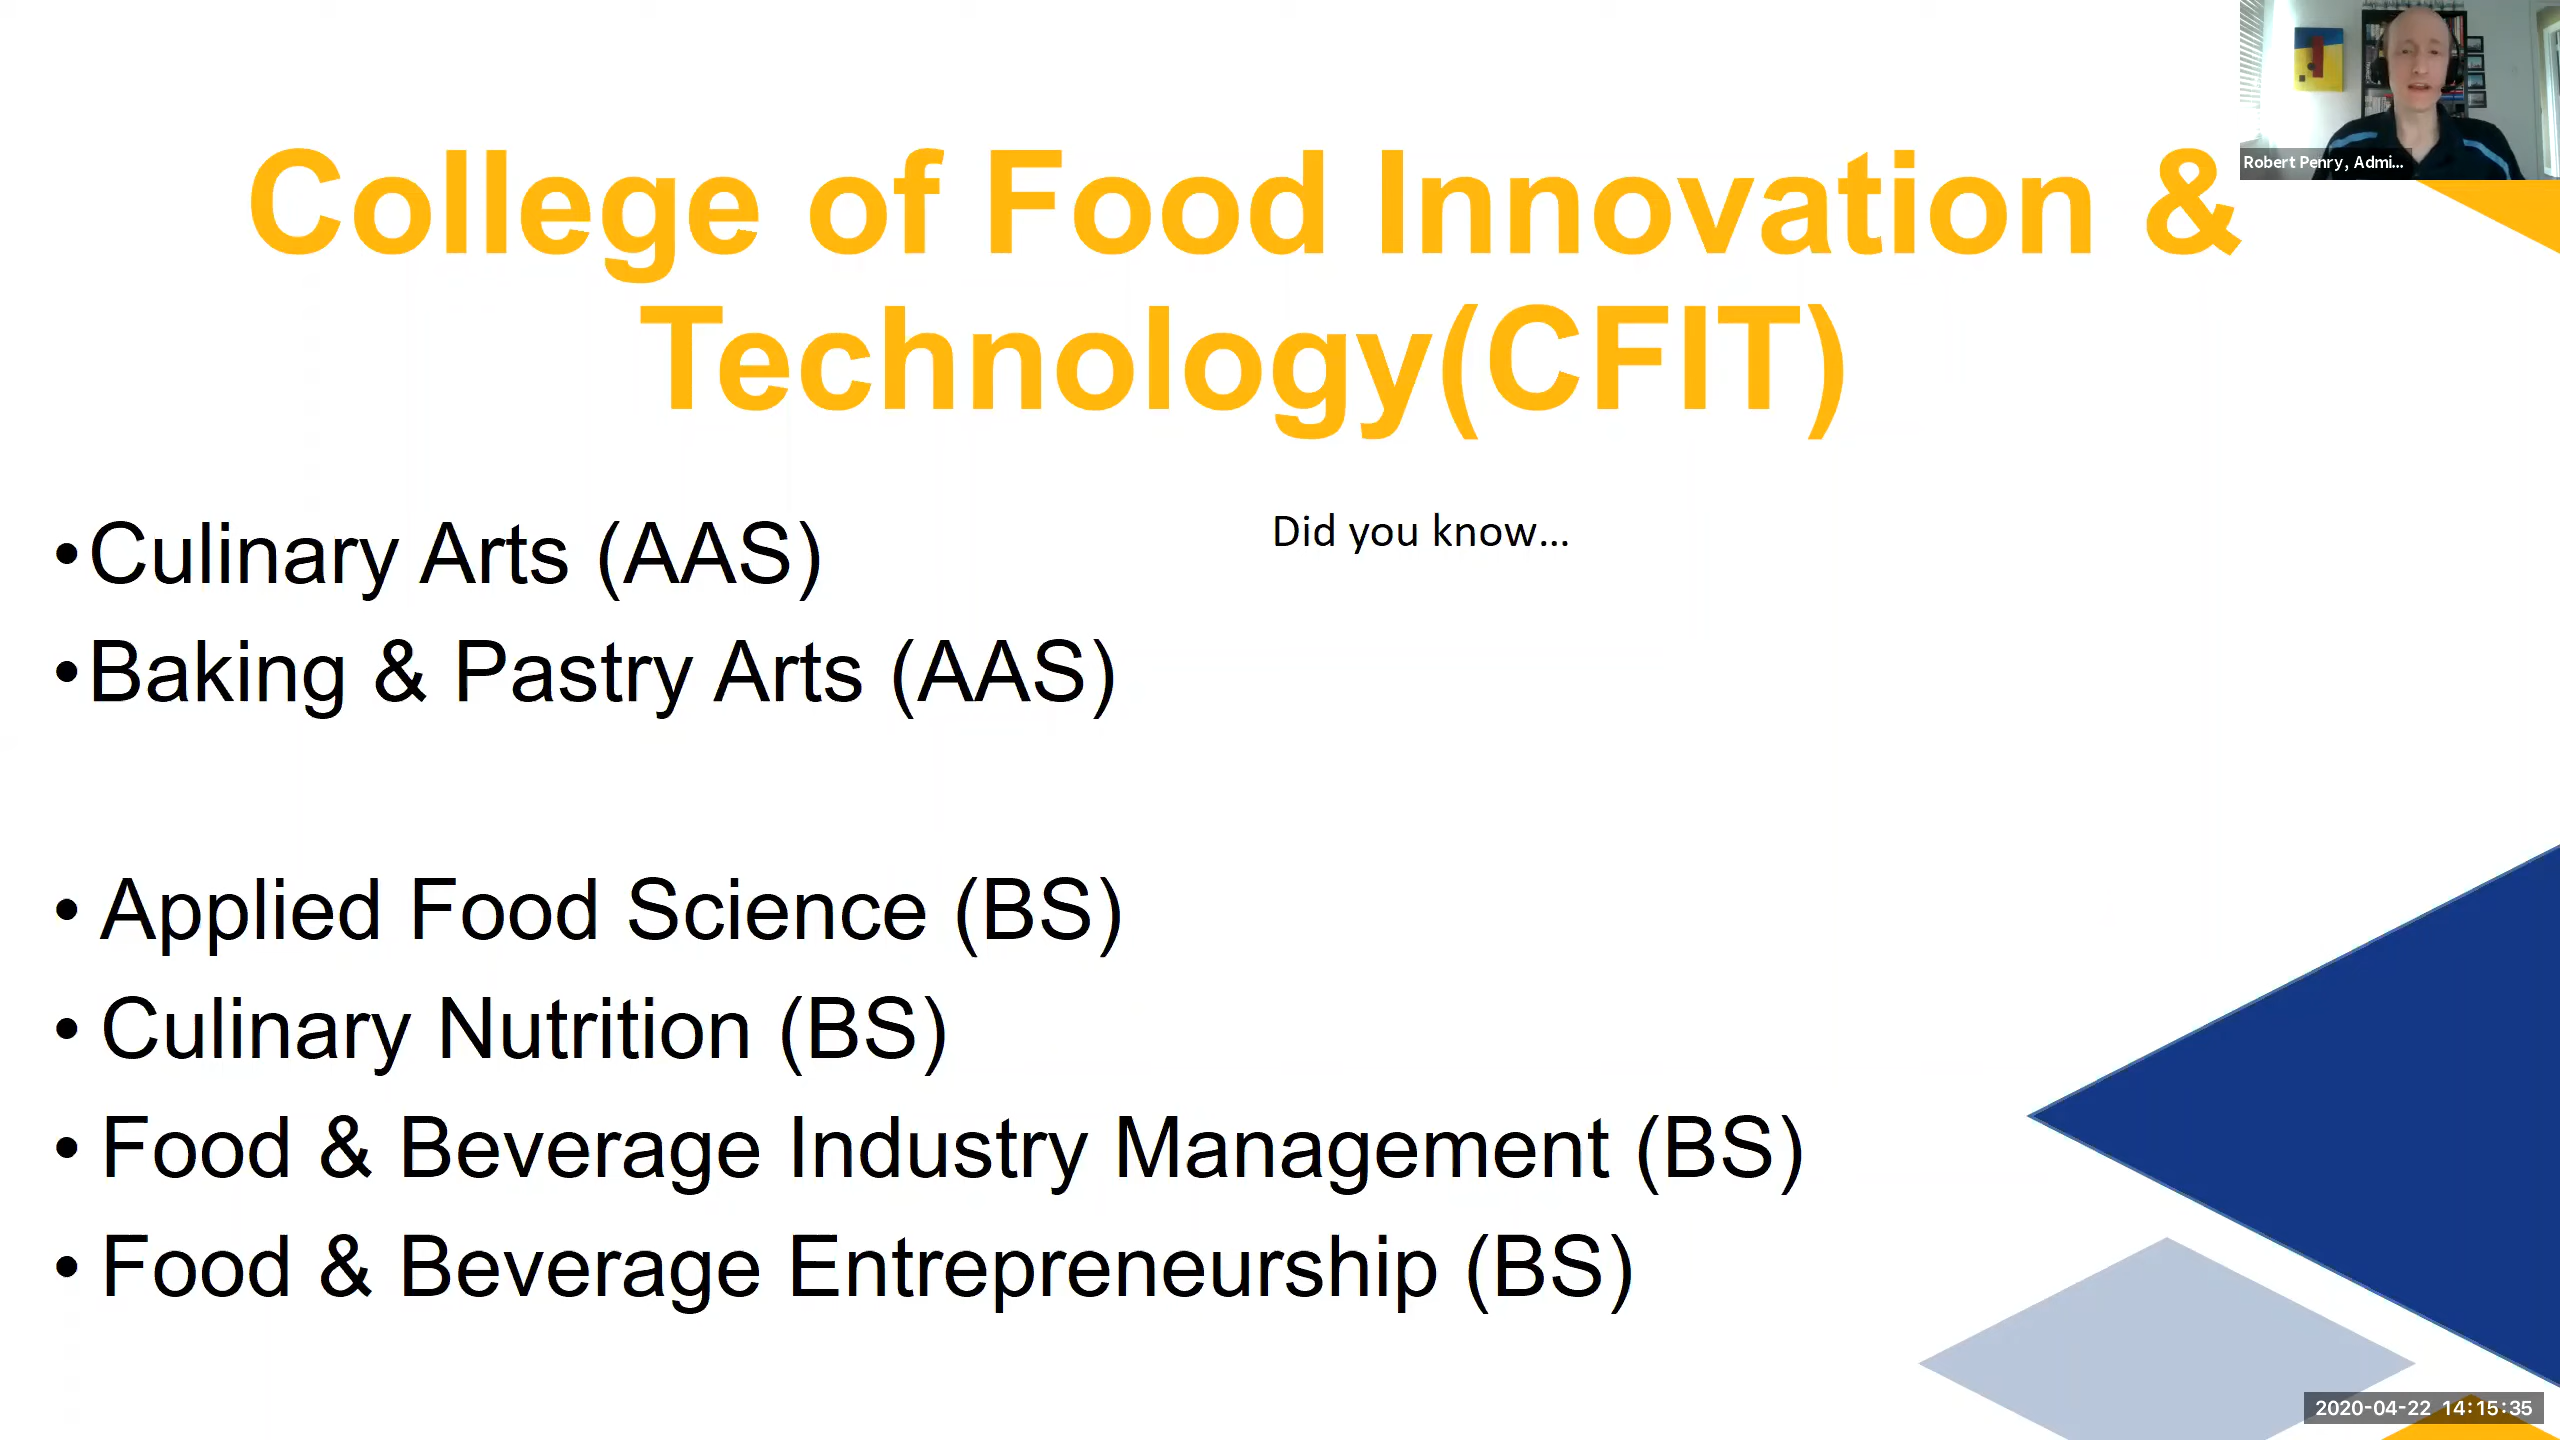 Robert Penry, Admi...
College of Food Innovation &
Technology(CFIT)
Did you know...
•Culinary Arts (AAS)
•Baking & Pastry Arts (AAS)
• Applied Food Science (BS)
• Culinary Nutrition (BS)
• Food & Beverage Industry Management (BS)
• Food & Beverage Entrepreneurship (BS)
2020-04-22 14:15:35